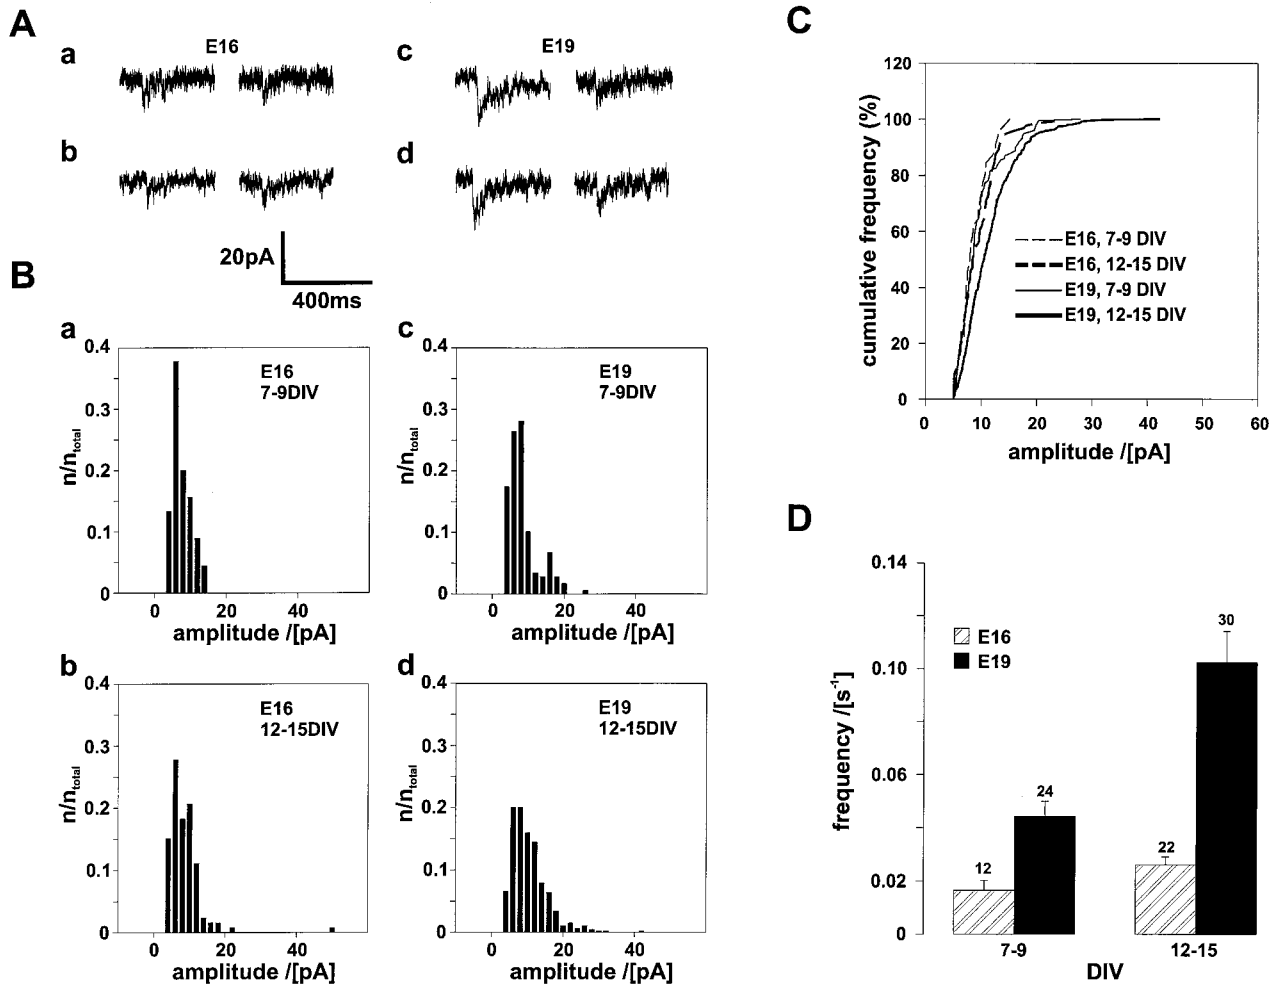 A
a
E16
c
E19
b
d
20pA
400ms
B
a
0.4
0.3
0.2
0.1
0
n/ntotal
E16
7-9DIV
0 20 40
amplitude /[pA]
c
0.4
0.3
0.2
0.1
0
n/ntotal
E19
7-9DIV
0 20 40
amplitude /[pA]
b
0.4
0.3
0.2
0.1
0
n/ntotal
E16
12-15DIV
0 20 40
amplitude /[pA]
d
0.4
0.3
0.2
0.1
0
n/ntotal
E19
12-15DIV
0 20 40
amplitude /[pA]
C
120
100
80
60
40
20
0
cumulative frequency (%)
E16, 7-9 DIV
E16, 12-15 DIV
E19, 7-9 DIV
E19, 12-15 DIV
0 10 20 30 40 50 60
amplitude /[pA]
D
0.14
0.10
0.06
0.02
0
frequency /[s-1]
E16
E19
12
24
22
30
7-9 12-15
DIV